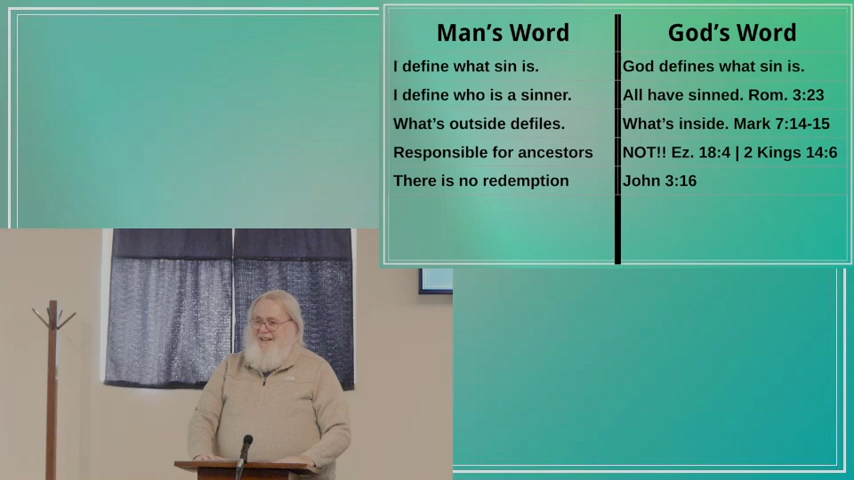 Man’s Word
God’s Word
I define what sin is.
God defines what sin is.
I define who is a sinner.
All have sinned. Rom. 3:23
What’s outside defiles.
What’s inside. Mark 7:14-15
Responsible for ancestors
NOT!! Ez. 18:4 | 2 Kings 14:6
There is no redemption
John 3:16